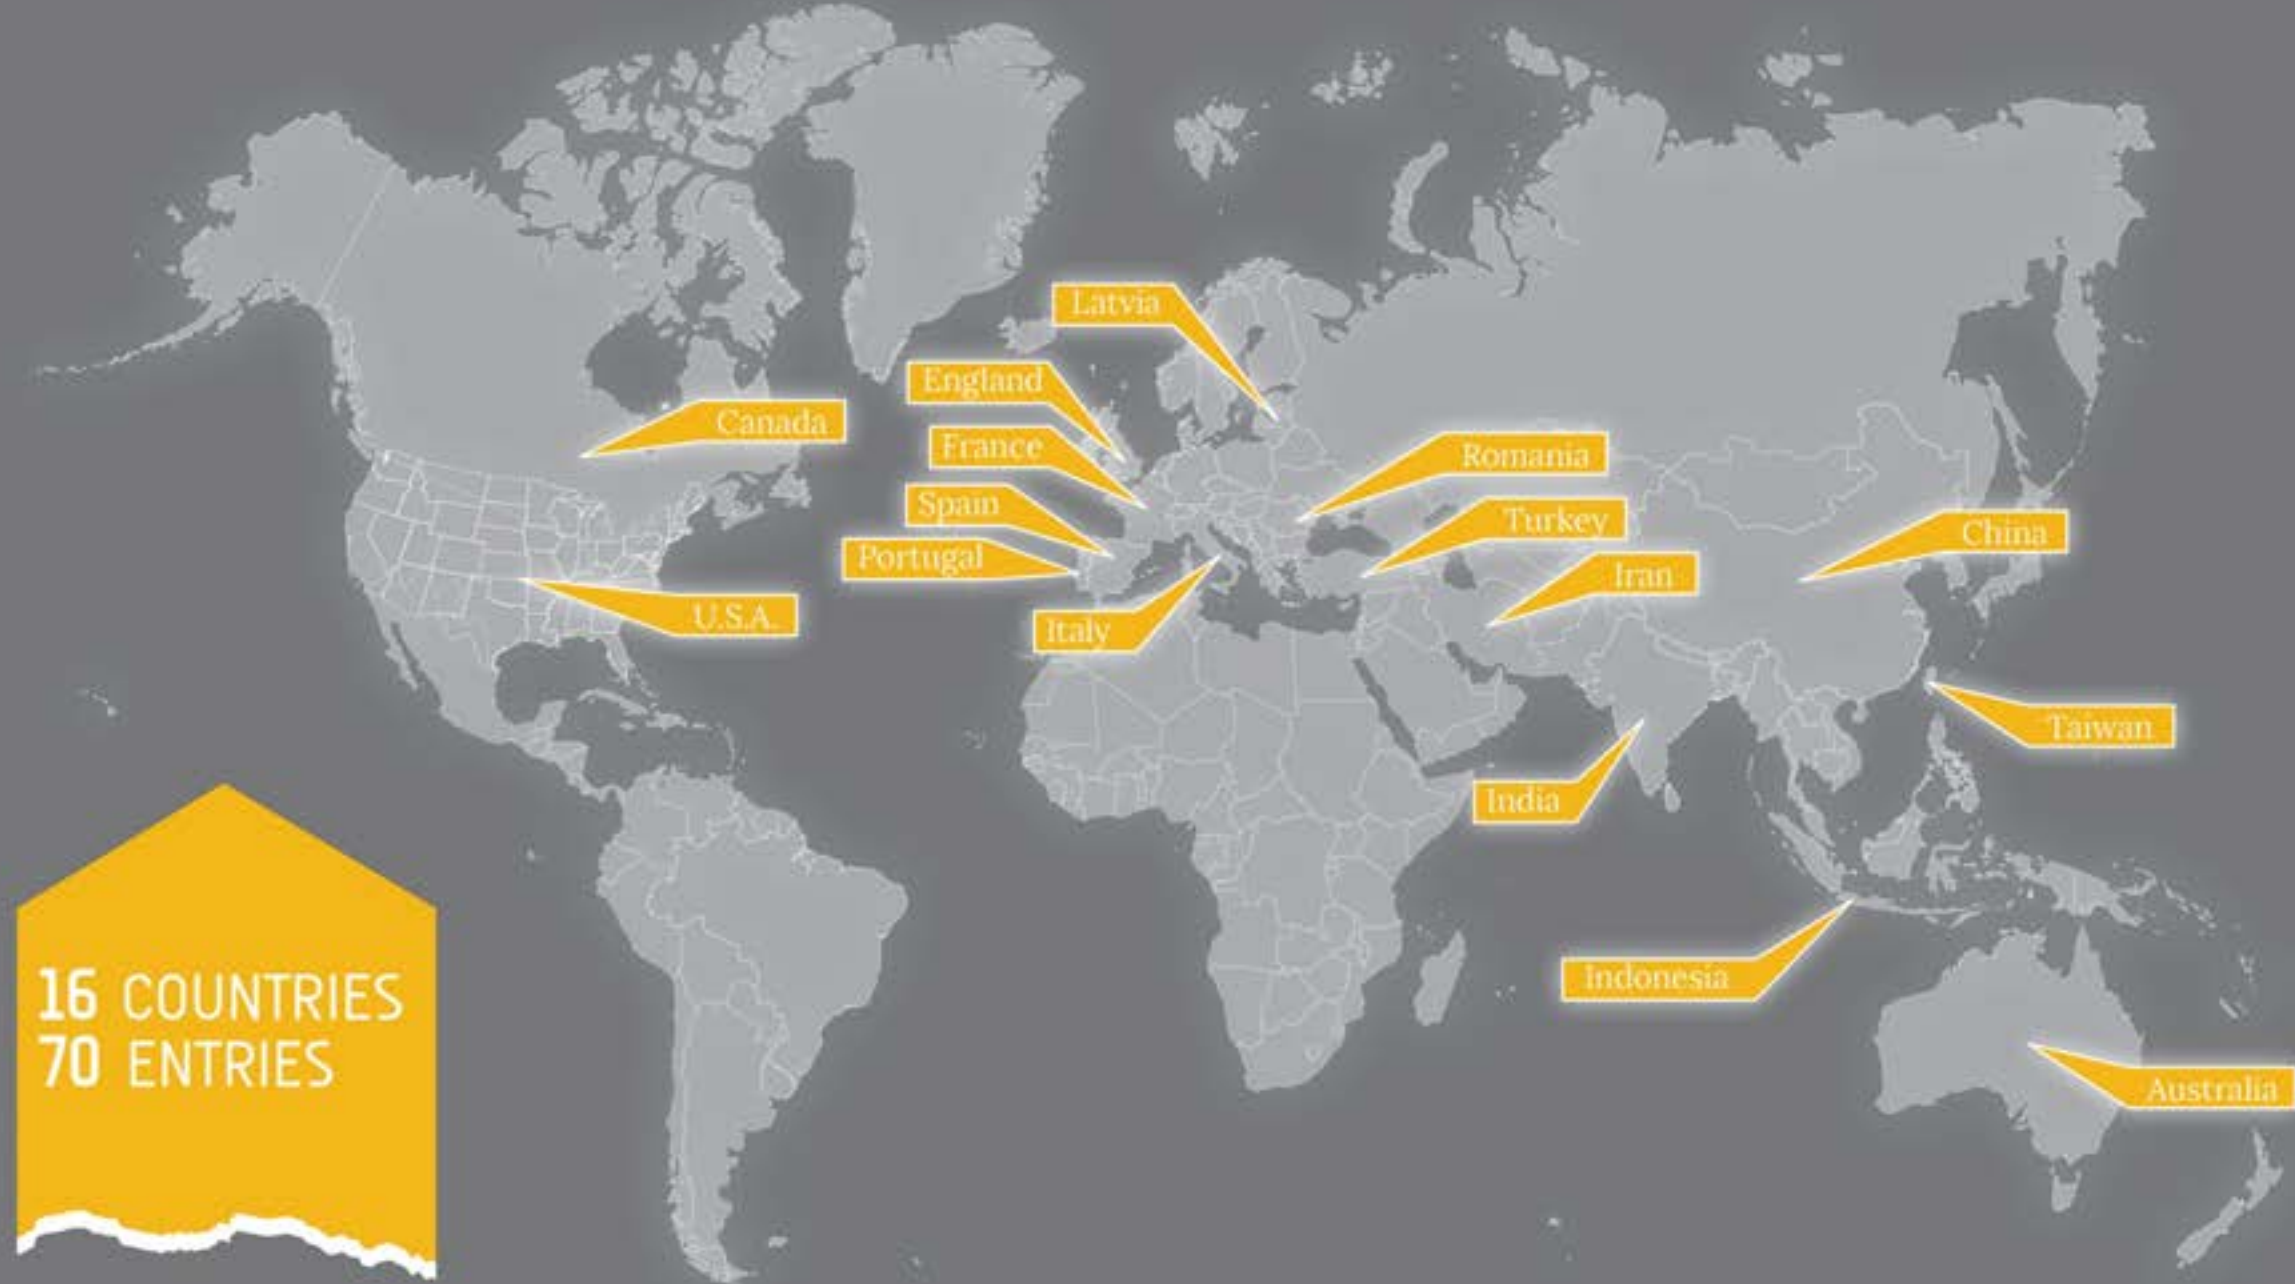 Latvia
England
Canada
France
Romania
Spain
Turkey
China
Portugal
Iran
U.S.A.
Italy
Taiwan
India
Indonesia
16 COUNTRIES
70 ENTRIES
Australia